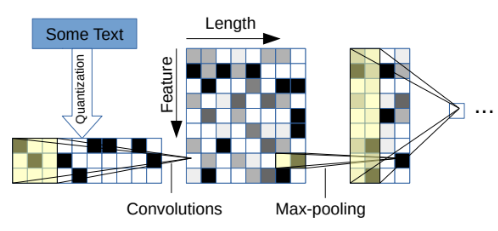 Some Text
Length
Quantization
Feature
...
Convolutions
Max-pooling